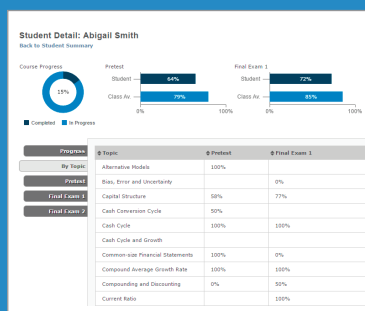 Student Detail: Abigail Smith
Back to Student Summary
Course Progress
Pretest
Final Exam 1
15%
Student
64%
Class Av.
79%
0%
100%
Student
72%
Class Av.
85%
0%
100%
Completed
In Progress
Progress
By Topic
Pretest
Final Exam 1
Final Exam 2
Topic Pretest Final Exam 1
Alternative Models 100%
Bias, Error and Uncertainty 0%
Capital Structure 58% 77%
Cash Conversion Cycle 50%
Cash Cycle 100% 100%
Cash Cycle and Growth
Common-size Financial Statements 100% 0%
Compound Average Growth Rate 100% 100%
Compounding and Discounting 0% 50%
Current Ratio 100%